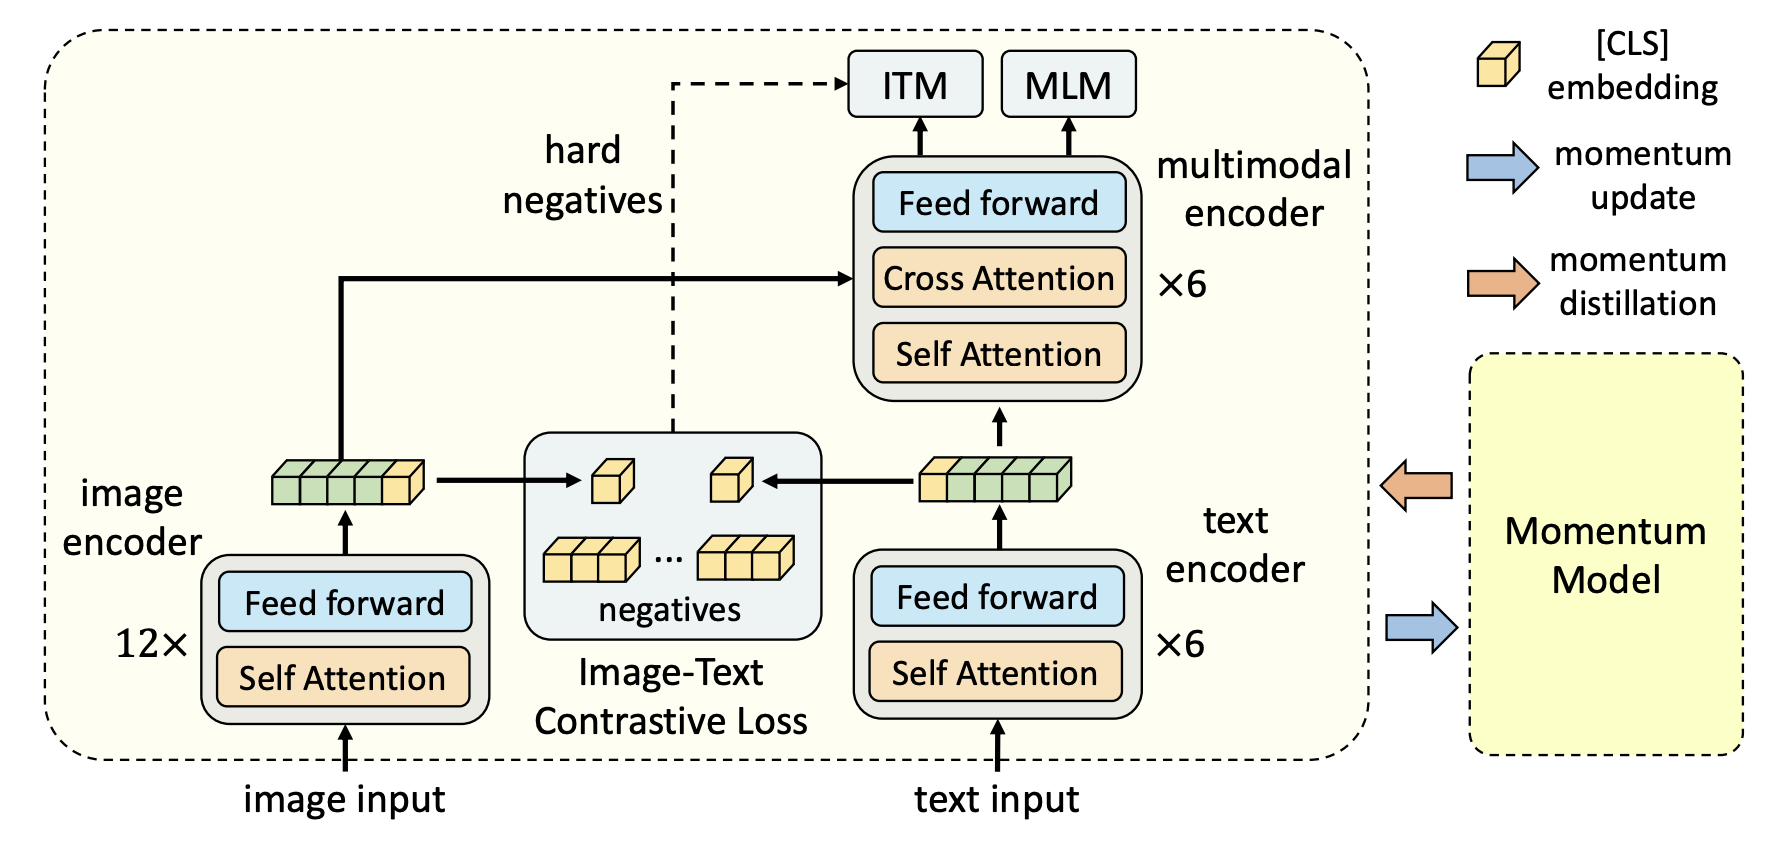 ITM
MLM
hard
negatives
multimodal
encoder
Feed forward
Cross Attention
Self Attention
×6
image
encoder
12×
Feed forward
Self Attention
...
negatives
Image-Text
Contrastive Loss
text
encoder
Feed forward
Self Attention
×6
image input
text input
[CLS]
embedding
momentum
update
momentum
distillation
Momentum
Model